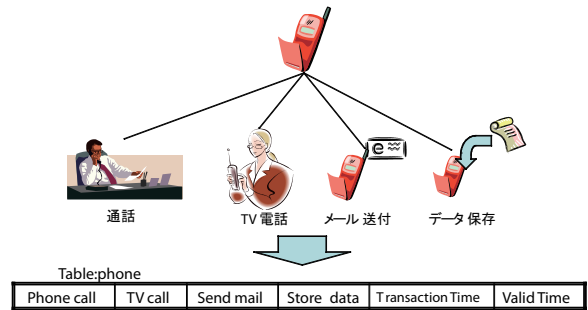 e
通話
TV 電話
メール 送付
データ 保存
Table:phone
Phone call
TV call
Send mail
Store data
Transaction Time
Valid Time